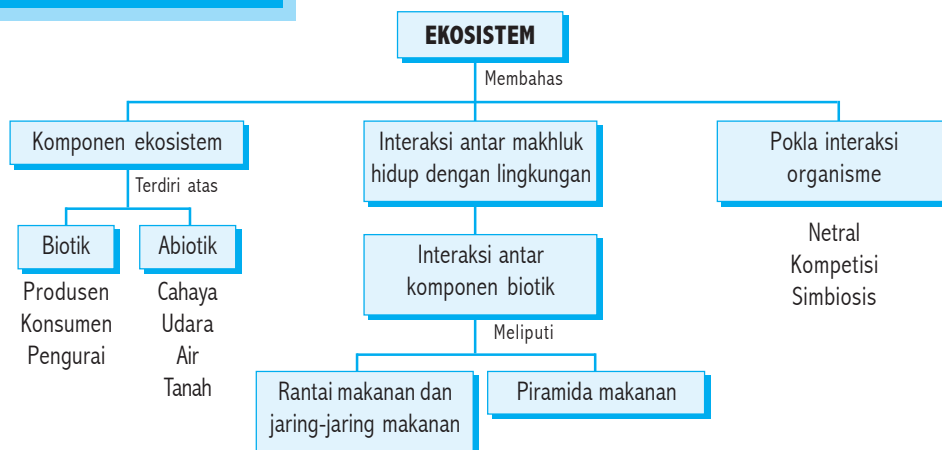 EKOSISTEM
Membahas
Komponen ekosistem
Terdiri atas
Biotik
Produsen
Konsumen
Pengurai
Abiotik
Cahaya
Udara
Air
Tanah
Interaksi antar makhluk
hidup dengan lingkungan
Interaksi antar
komponen biotik
Meliputi
Rantai makanan dan
jaring-jaring makanan
Piramida makanan
Pokla interaksi
organisme
Netral
Kompetisi
Simbiosis